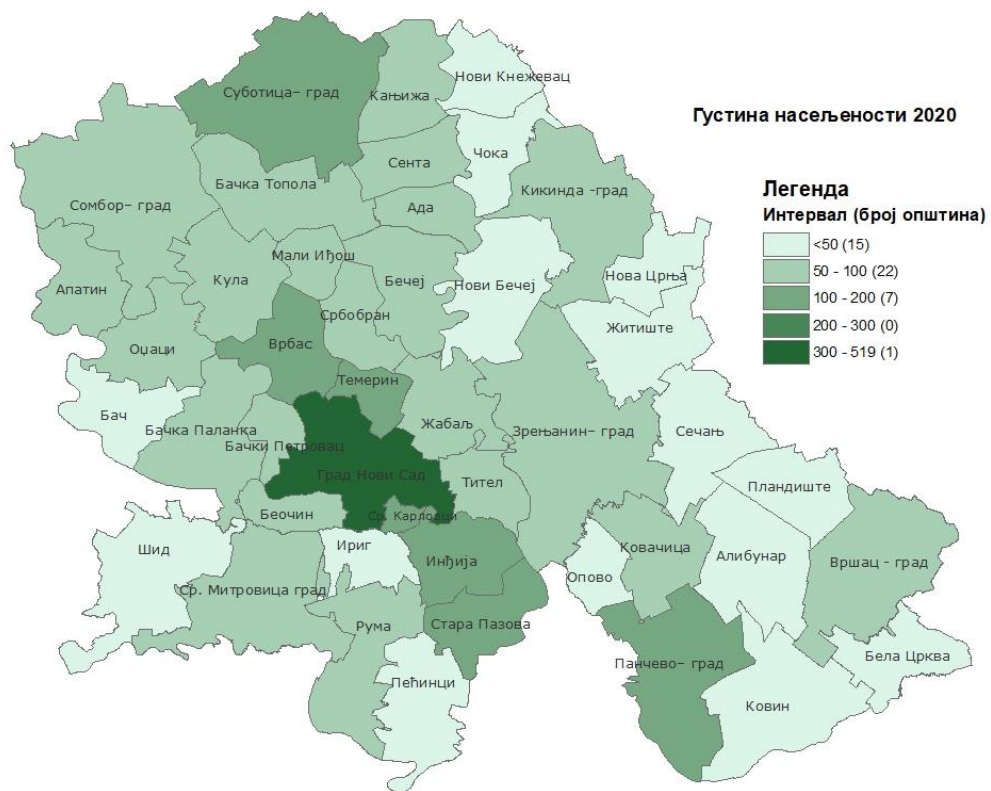 Густина насељености 2020
Легенда
Интервал (број општина)
<50 (15)
50 - 100 (22)
100 - 200 (7)
200 - 300 (0)
300 - 519 (1)
Суботица- град
Кањижа
Нови Кнежевац
Чока
Сента
Бачка Топола
Кикинда -град
Сомбор- град
Ада
Мали Иђош
Бечеј
Нови Бечеј
Нова Црња
Апатин
Кула
Србобран
Житиште
Оџаци
Врбас
Темерин
Бач
Бачка Паланка
Бачки Петровац
Жабаљ
Зрењанин- град
Сечањ
Град Нови Сад
Тител
Пландиште
Беочин
Ср. Карловци
Шид
Ириг
Инђија
Опово
Ковачица
Алибунар
Вршац - град
Ср. Митровица град
Рума
Стара Пазова
Панчево- град
Бела Црква
Пећинци
Ковин